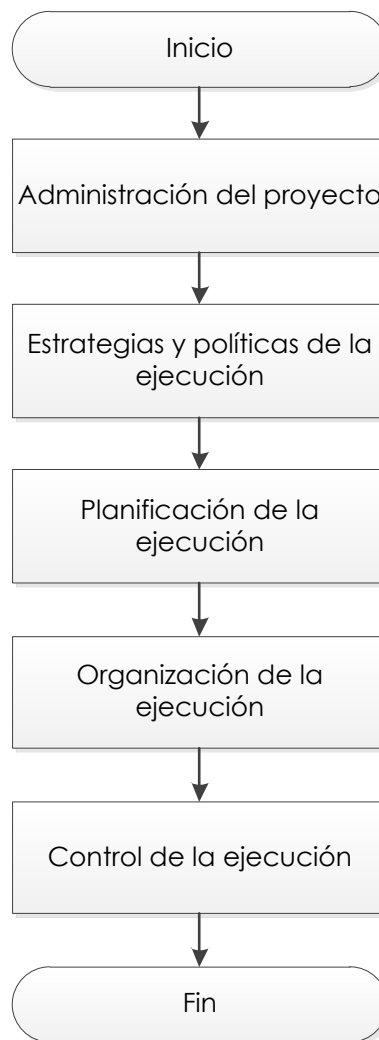 Inicio
Administración del proyecto
Estrategias y políticas de la
ejecución
Planificación de la
ejecución
Organización de la
ejecución
Control de la ejecución
Fin